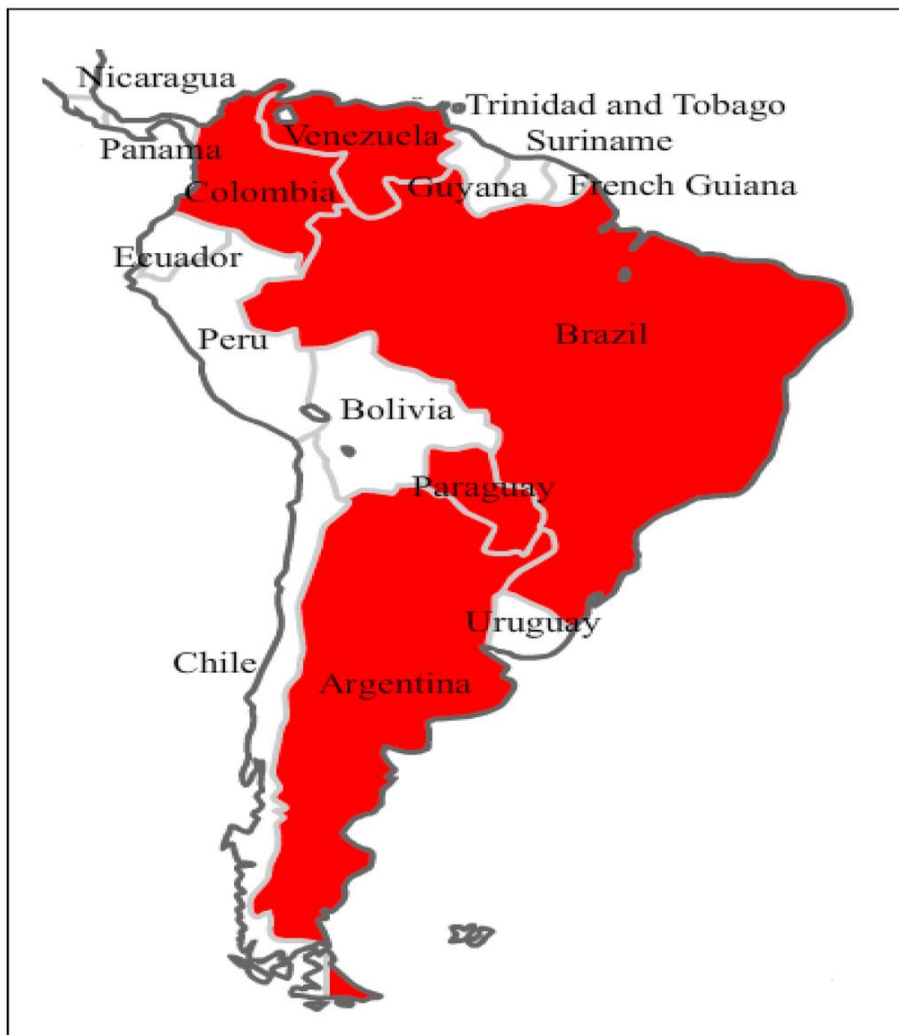 Nicaragua
Trinidad and Tobago
Venezuela
Suriname
Panama
Colombia
Guyana
French Guiana
Ecuador
Brazil
Peru
Bolivia
Paraguay
Uruguay
Chile
Argentina